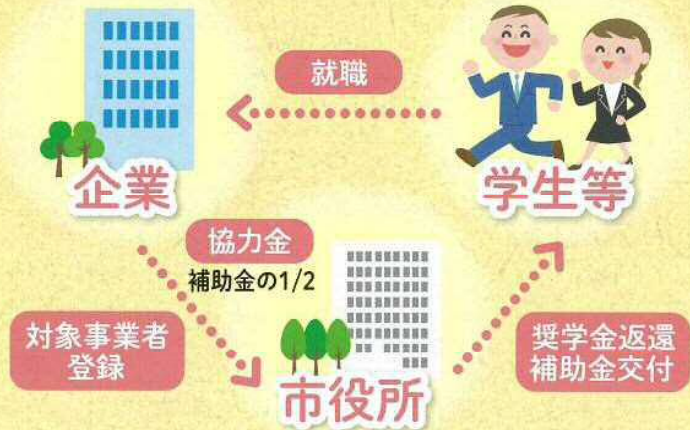 就職
企業
学生等
協力金
補助金の1/2
対象事業者
登録
奨学金返還
補助金交付
市役所